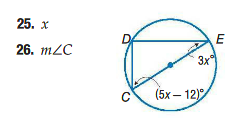 25. x
26. m∠C
D
E
3x°
C
(5x – 12)°